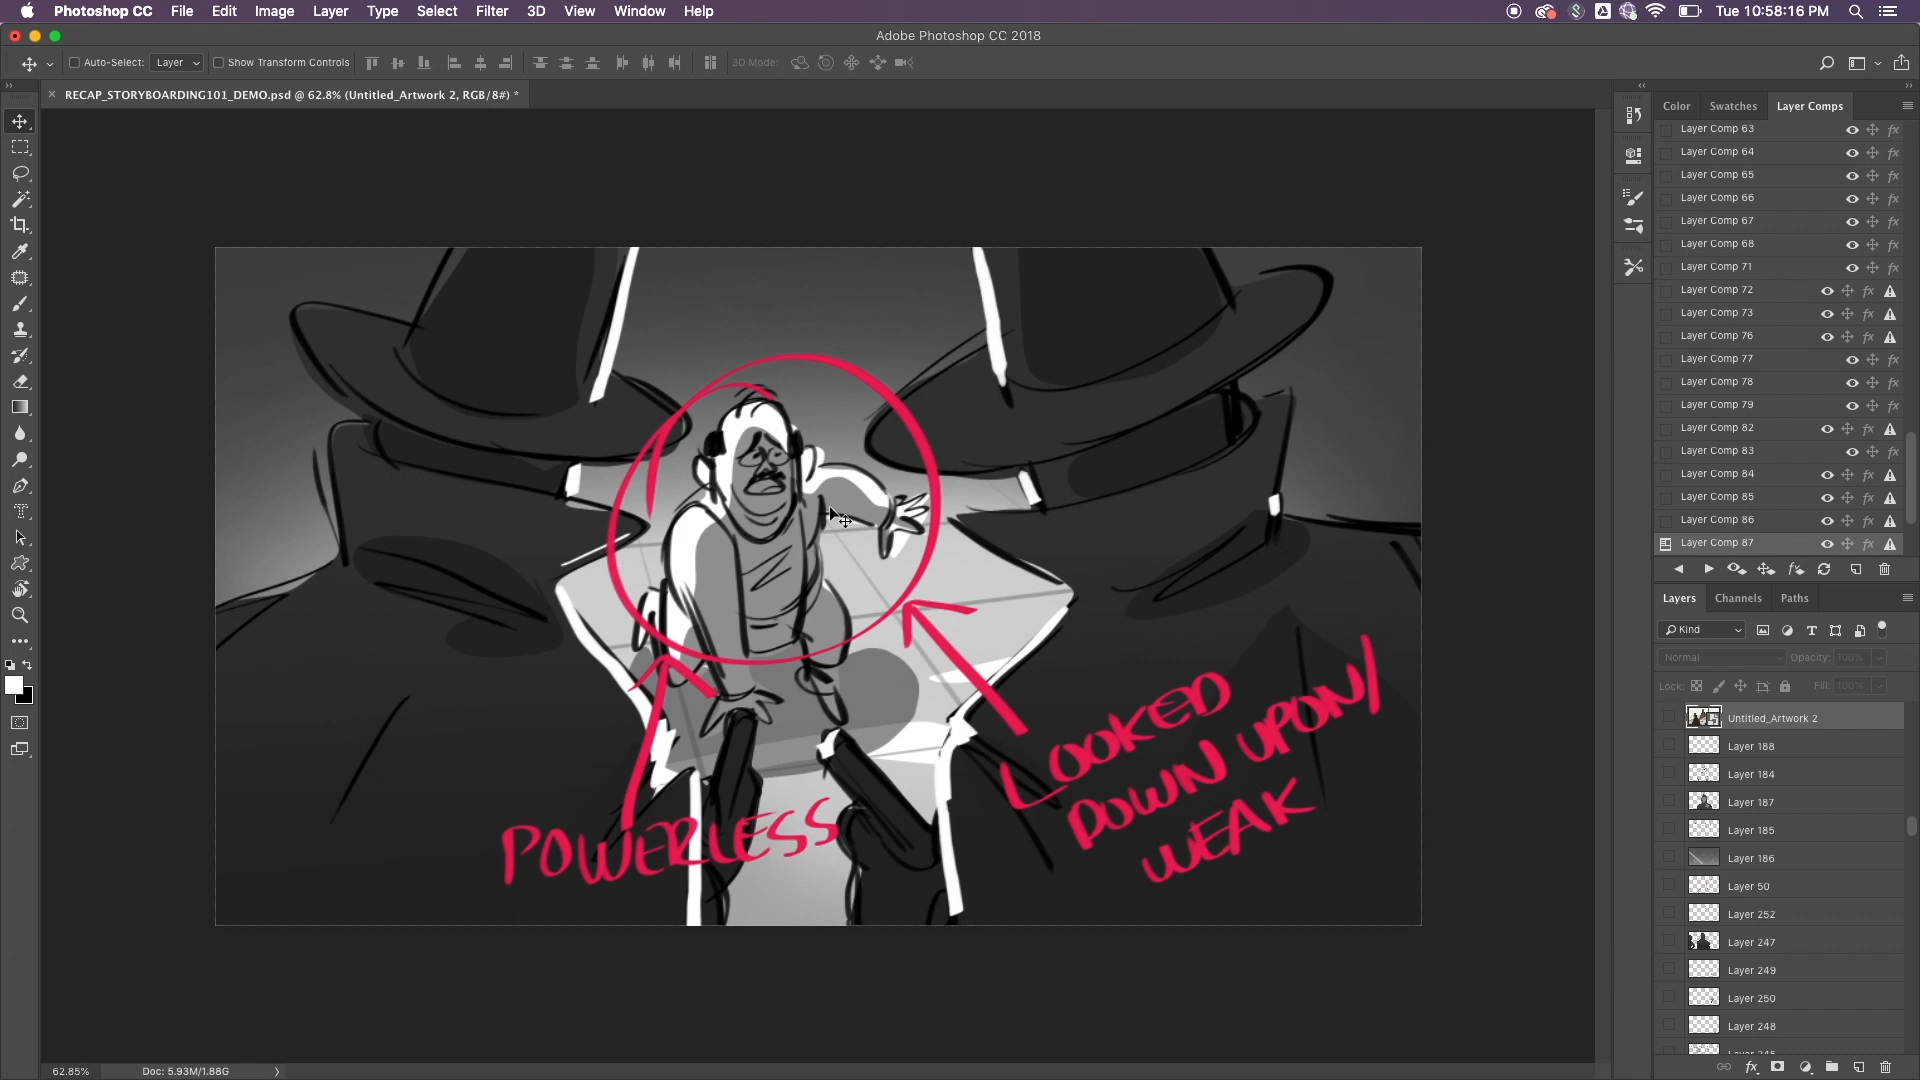 Photoshop CC File Edit Image Layer Type Select Filter 3D View Window Help Tue 10:58:16 PM
Adobe Photoshop CC 2018
Auto-Select: Layer Show Transform Controls 3D Mode:
RECAP_STORYBOARDING101_DEMO.psd @ 62.8% (Untitled_Artwork 2, RGB/8#) *
Color Swatches Layer Comps
Layer Comp 63
Layer Comp 64
Layer Comp 65
Layer Comp 66
Layer Comp 67
Layer Comp 68
Layer Comp 71
Layer Comp 72
Layer Comp 73
Layer Comp 76
Layer Comp 77
Layer Comp 78
Layer Comp 79
Layer Comp 82
Layer Comp 83
Layer Comp 84
Layer Comp 85
Layer Comp 86
Layer Comp 87
Layers Channels Paths
Kind
Normal Opacity: 100%
Lock: Fill: 100%
Untitled_Artwork 2
Layer 188
Layer 184
Layer 187
Layer 185
Layer 186
Layer 50
Layer 252
Layer 247
Layer 249
Layer 250
Layer 248
POWERLESS
LOOKED
DOWN UPON/
WEAK
62.85% Doc: 5.93M/1.88G